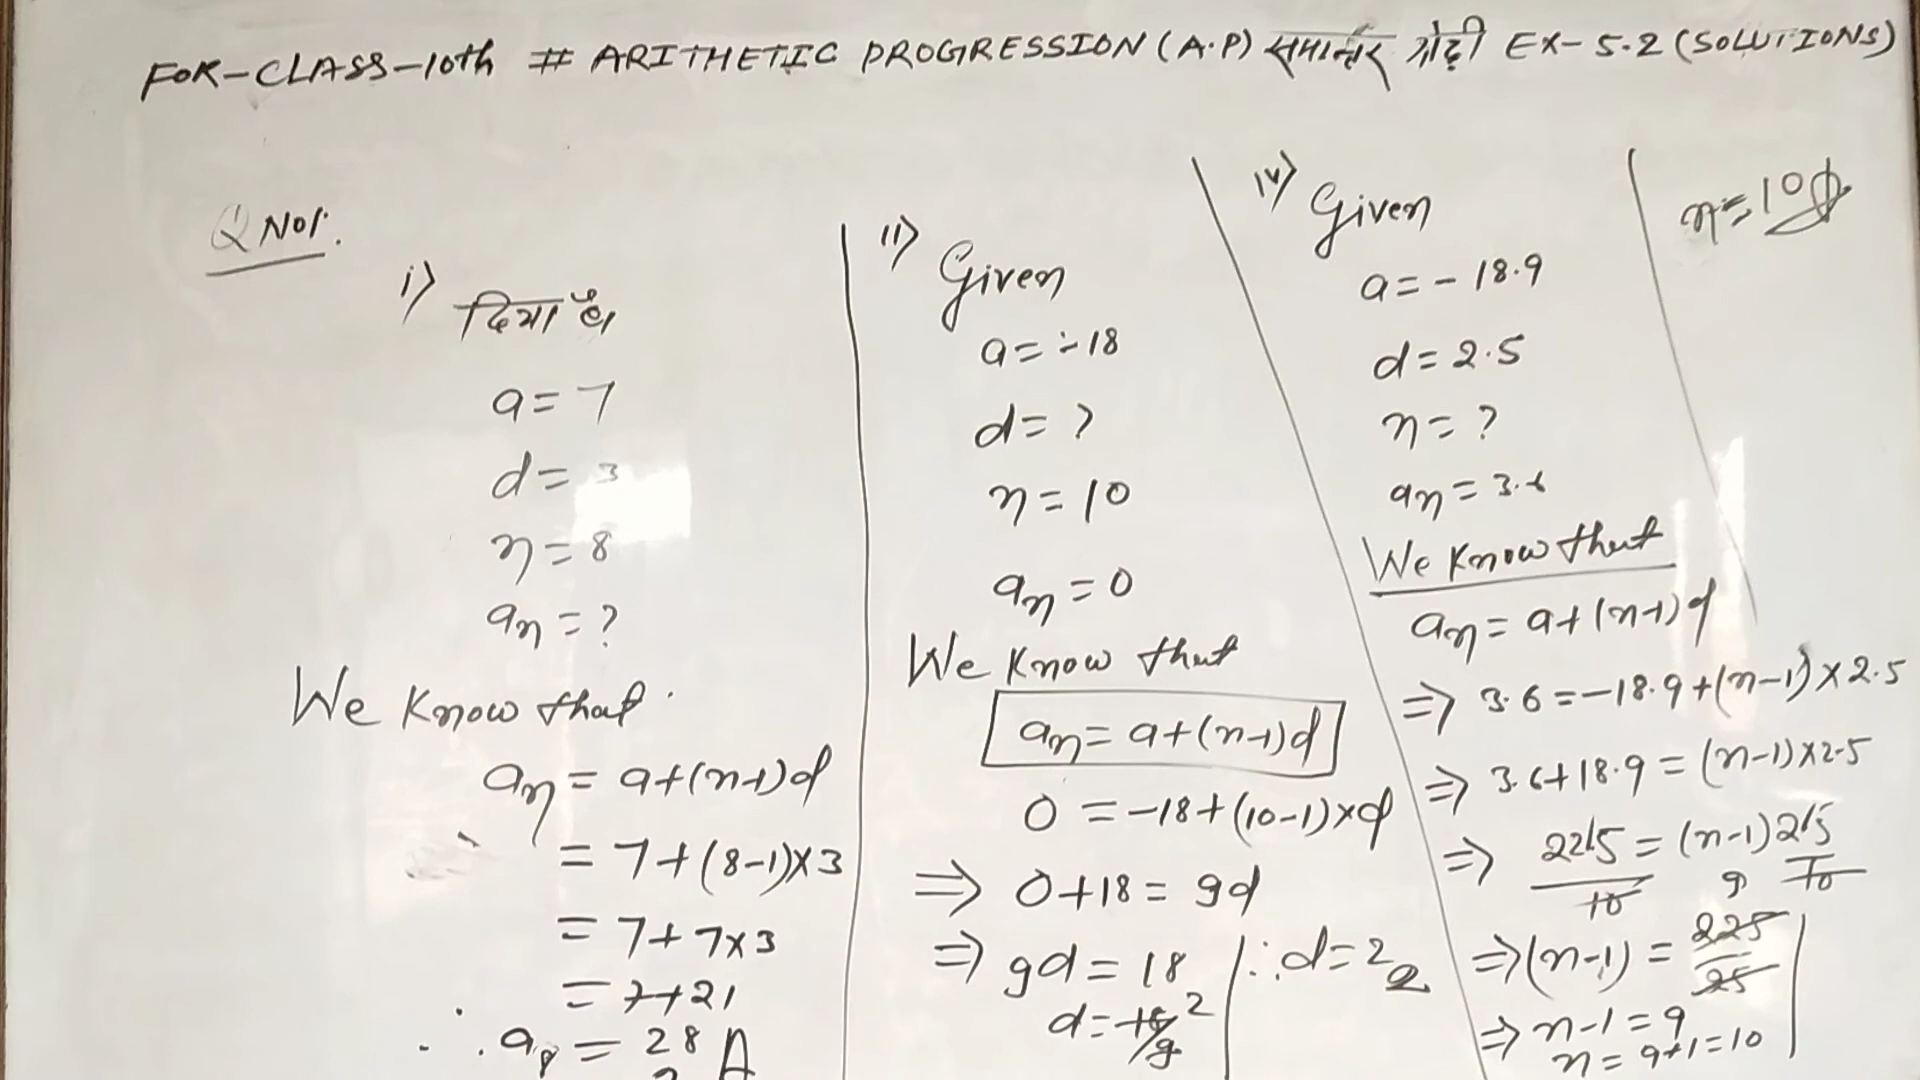 FOR-CLASS-10th # ARITHETIC PROGRESSION (A.P) समान्तर श्रेढ़ी EX-5.2 (SOLUTIONS)
Q No1.
i) दिया है।
a = 7
d = 3
n = 8
an = ?
We Know that
an = a+(n-1)d
= 7+(8-1)×3
= 7+7×3
= 7+21
∴ a8 = 28 A
ii) Given
a = -18
d = ?
n = 10
an = 0
We Know that
an = a+(n-1)d
0 = -18+(10-1)×d
⇒ 0+18 = 9d
⇒ 9d = 18
d = 18/9 2
∴ d = 2
iv) Given
a = -18.9
d = 2.5
n = ?
an = 3.6
We Know that
an = a+(n-1)d
⇒ 3.6 = -18.9+(n-1)×2.5
⇒ 3.6+18.9 = (n-1)×2.5
⇒ 225/10 = (n-1) 25/10
⇒ (n-1) = 225/25 9
⇒ n-1 = 9
n = 9+1 = 10
n = 10